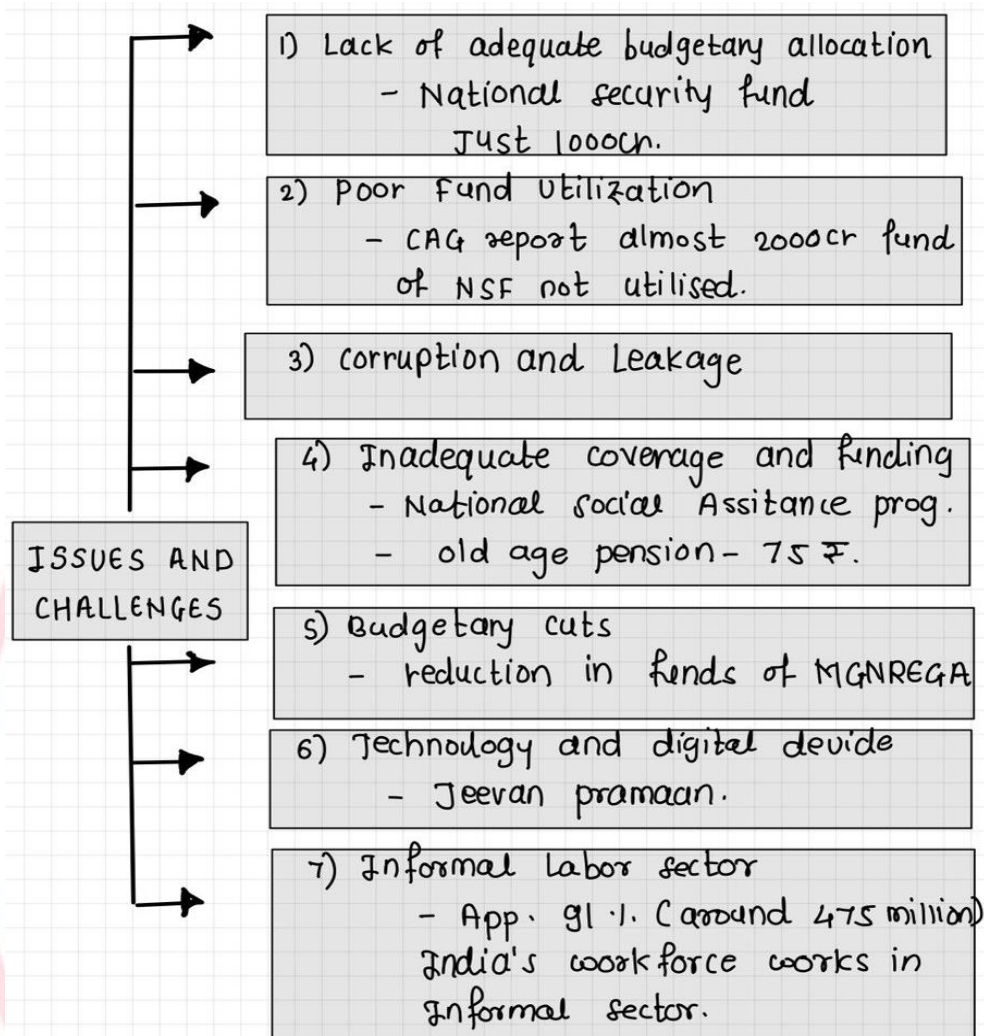 1) Lack of adequate budgetary allocation
- National security fund
Just 1000cr.
2) Poor Fund Utilization
- CAG report almost 2000cr fund
of NSF not utilised.
3) Corruption and Leakage
4) Inadequate coverage and funding
- National social Assitance prog.
- old age pension - 75 ₹.
ISSUES AND
CHALLENGES
5) Budgetary cuts
- reduction in funds of MGNREGA
6) Technology and digital devide
- Jeevan pramaan.
7) Informal Labor sector
- App. 91 %. (around 475 million)
India's workforce works in
Informal sector.